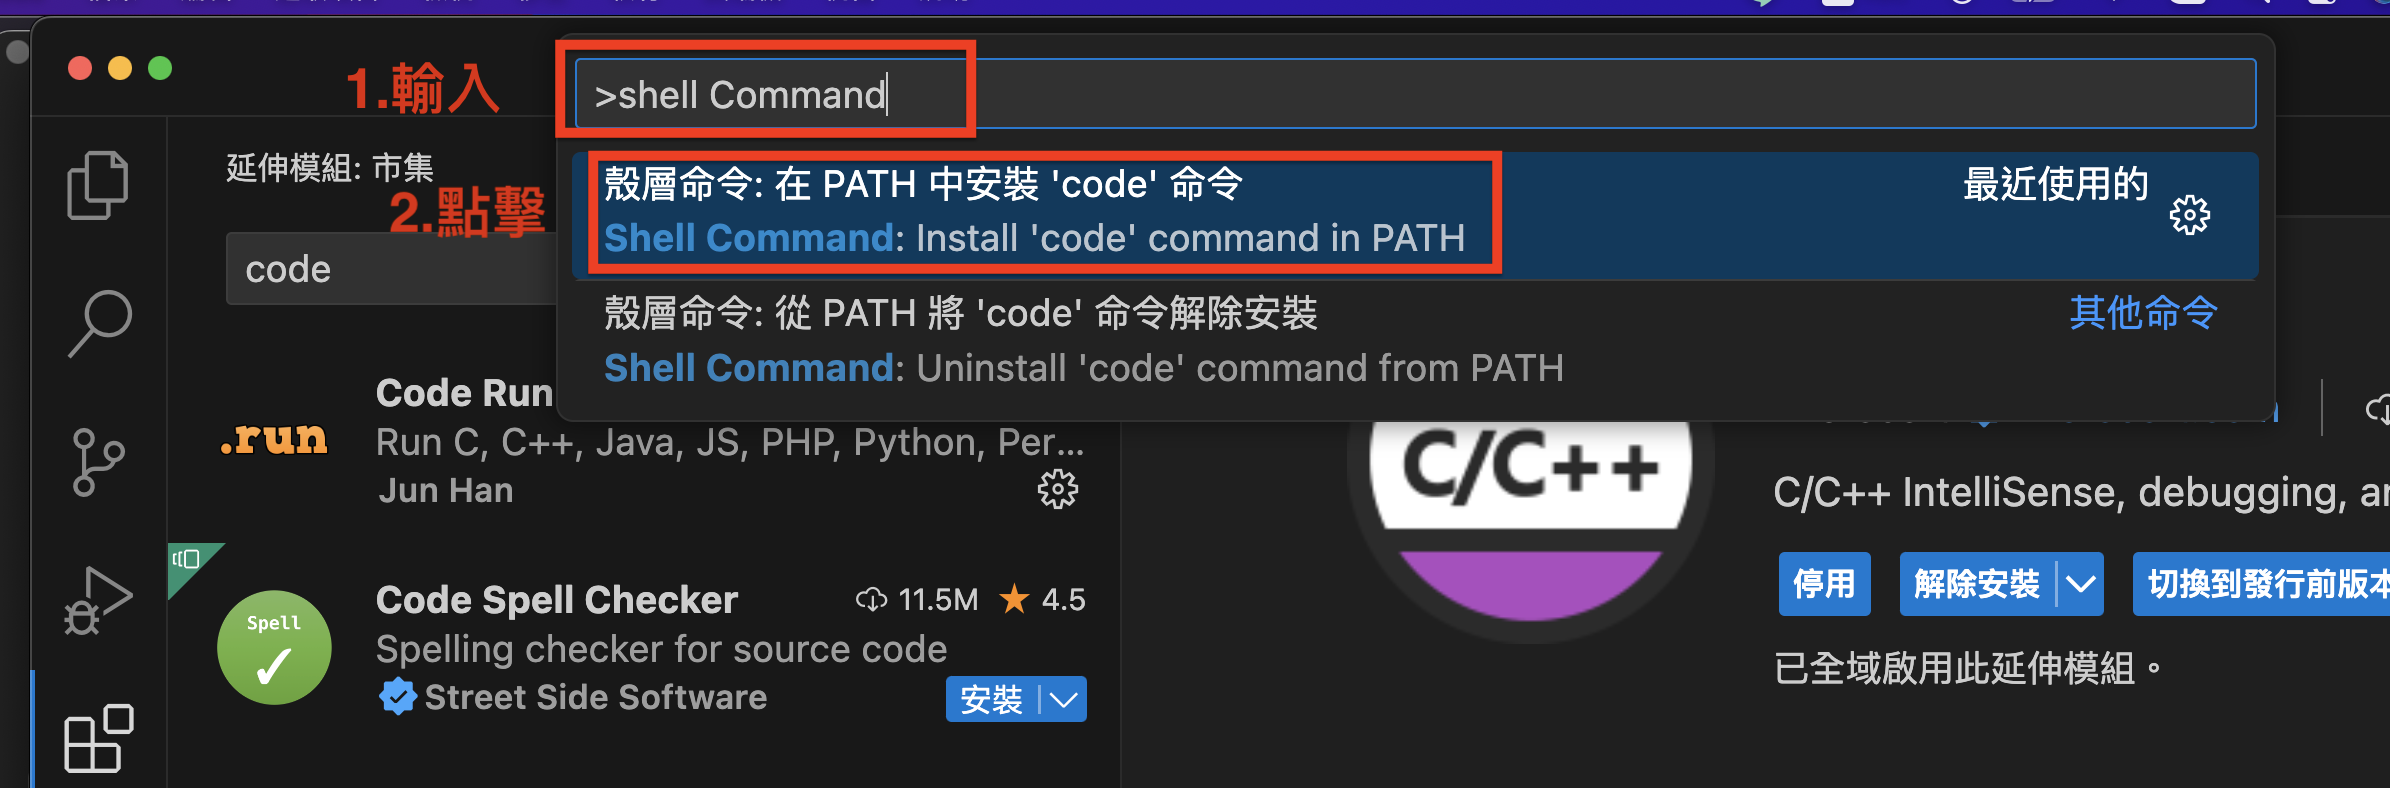 1.輸入
>shell Command
延伸模組: 市集
2.點擊
殼層命令: 在 PATH 中安裝 'code' 命令
最近使用的
Shell Command: Install 'code' command in PATH
code
殼層命令: 從 PATH 將 'code' 命令解除安裝
其他命令
Shell Command: Uninstall 'code' command from PATH
.run
Code Run
Run C, C++, Java, JS, PHP, Python, Per...
Jun Han
C/C++
C/C++ IntelliSense, debugging, a
停用
解除安裝
切換到發行前版本
已全域啟用此延伸模組。
Spell
Code Spell Checker
11.5M
4.5
Spelling checker for source code
Street Side Software
安裝